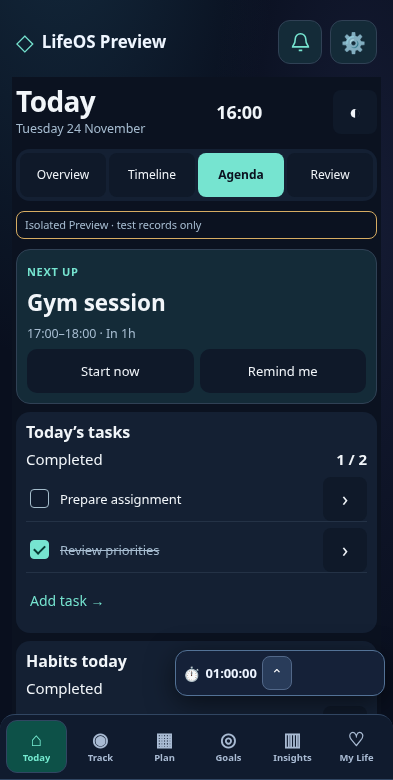 LifeOS Preview
Today
Tuesday 24 November
16:00
Overview
Timeline
Agenda
Review
Isolated Preview · test records only
NEXT UP
Gym session
17:00–18:00 · In 1h
Start now
Remind me
Today’s tasks
Completed
1 / 2
Prepare assignment
Review priorities
Add task →
Habits today
Completed
01:00:00
Today
Track
Plan
Goals
Insights
My Life